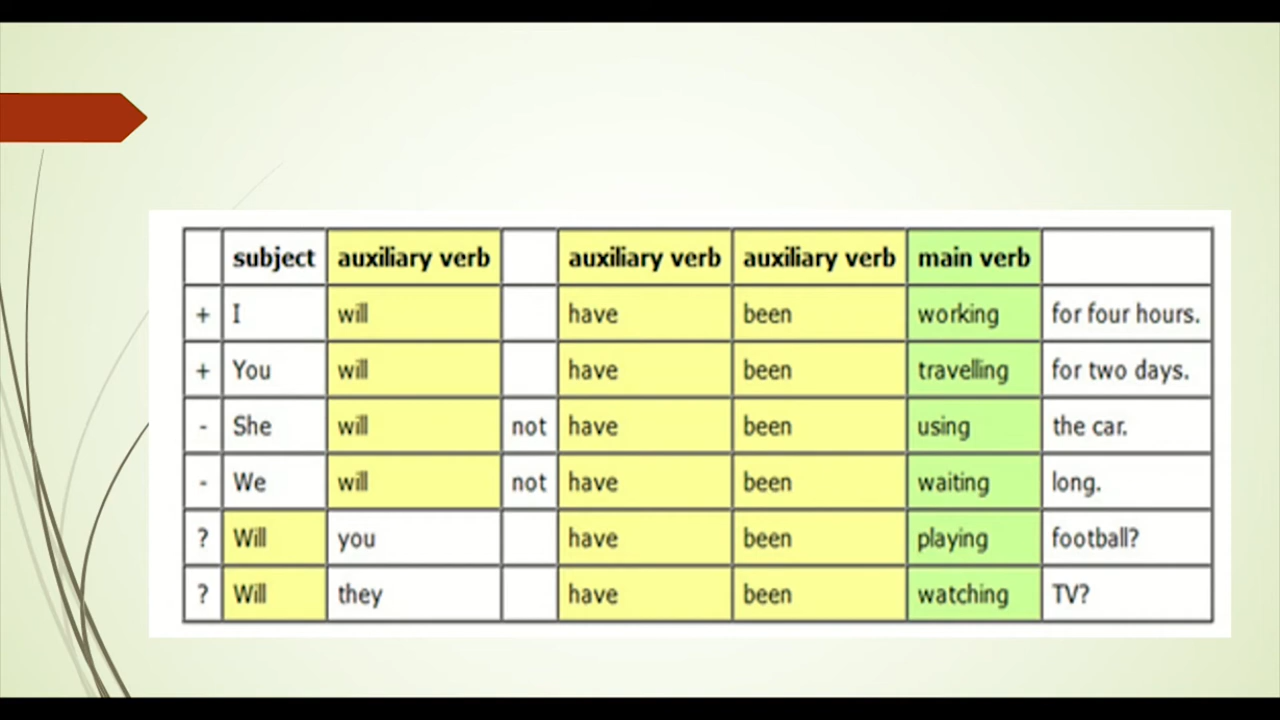 subject auxiliary verb auxiliary verb auxiliary verb main verb
+ I will have been working for four hours.
+ You will have been travelling for two days.
- She will not have been using the car.
- We will not have been waiting long.
? Will you have been playing football?
? Will they have been watching TV?